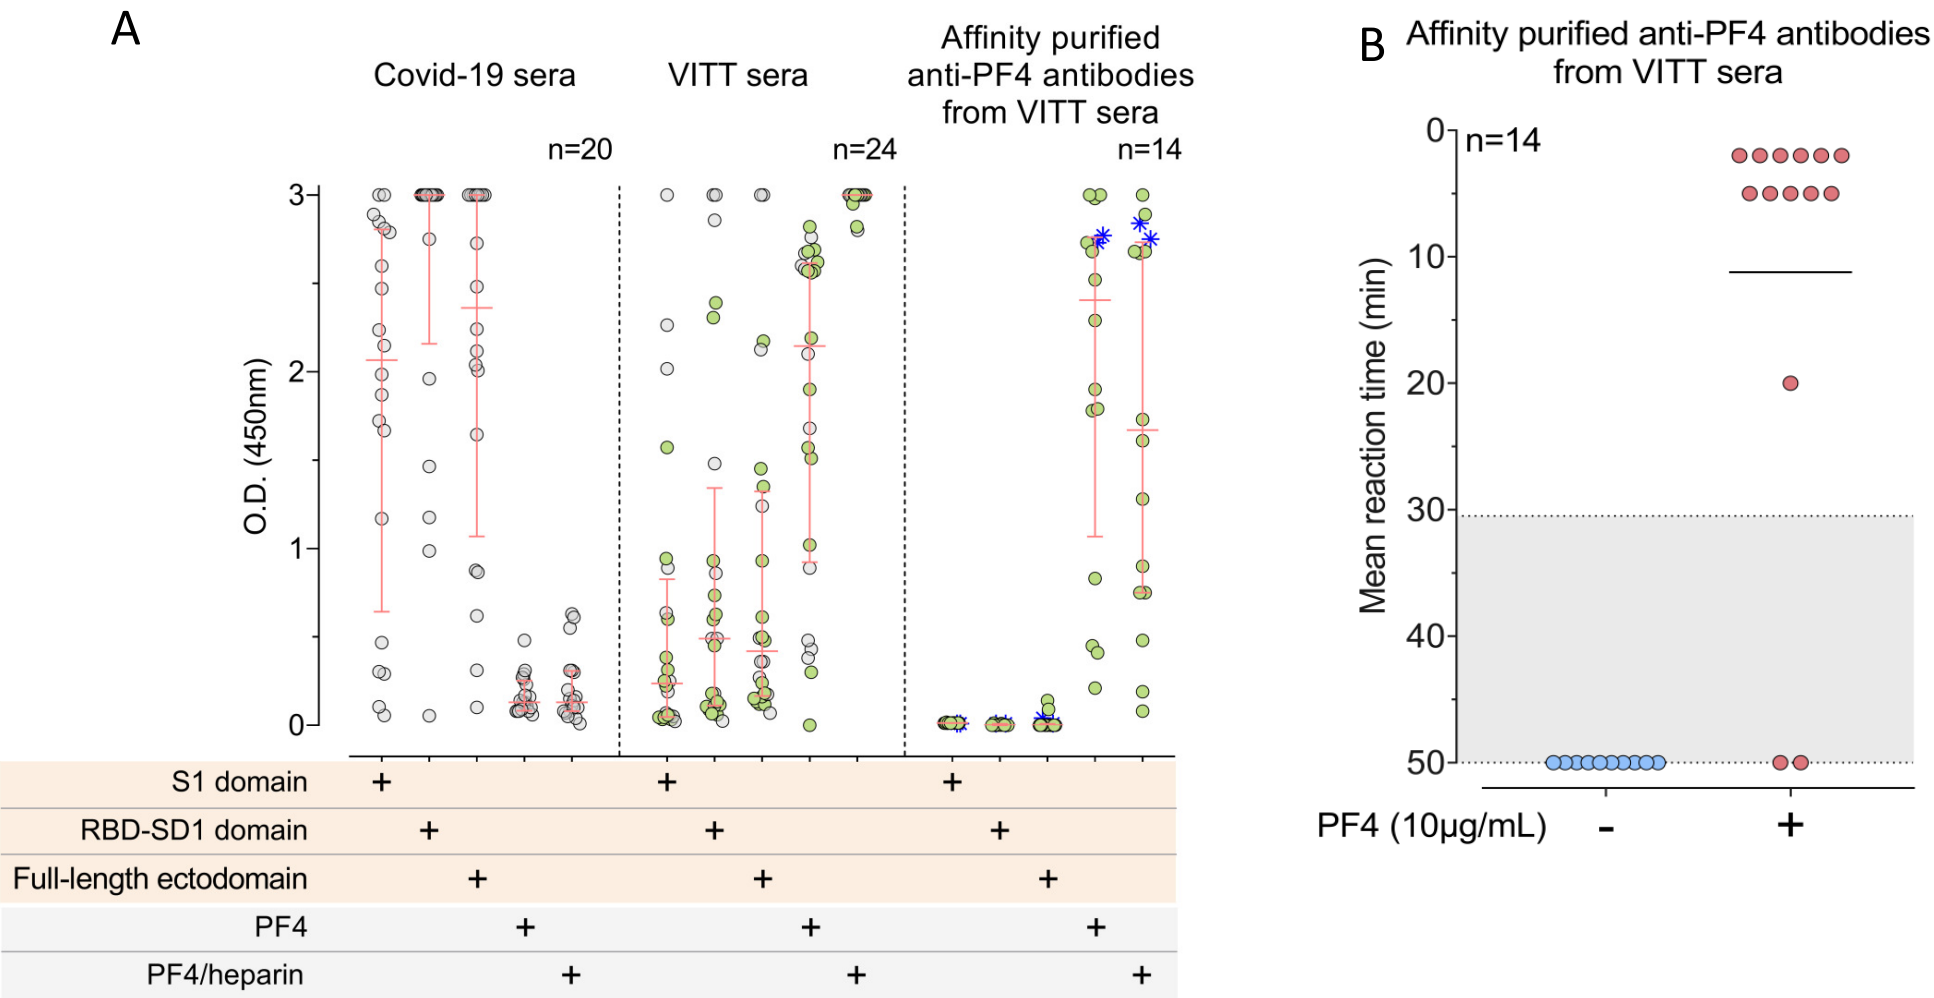 A
Covid-19 sera
VITT sera
Affinity purified
anti-PF4 antibodies
from VITT sera
n=20
n=24
n=14
O.D. (450nm)
3
2
1
0
S1 domain
+
+
+
RBD-SD1 domain
+
+
+
Full-length ectodomain
+
+
+
PF4
+
+
+
PF4/heparin
+
+
+
B
Affinity purified anti-PF4 antibodies
from VITT sera
n=14
Mean reaction time (min)
0
10
20
30
40
50
PF4 (10µg/mL)
-
+